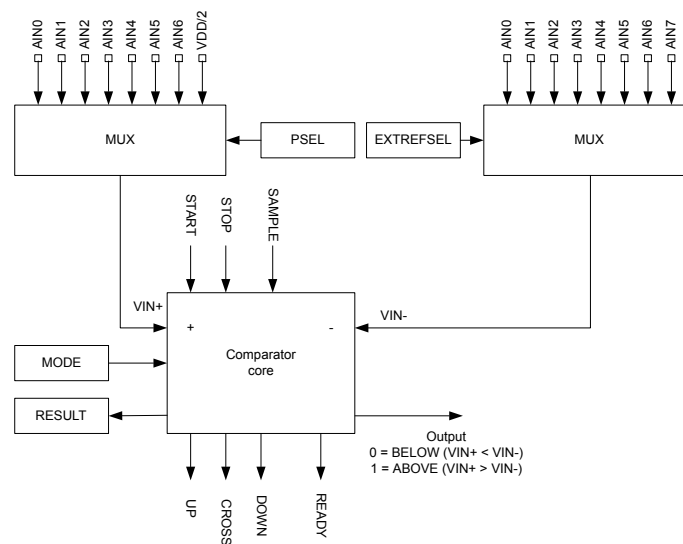 AIN0
AIN1
AIN2
AIN3
AIN4
AIN5
AIN6
VDD/2
AIN0
AIN1
AIN2
AIN3
AIN4
AIN5
AIN6
AIN7
MUX
PSEL
EXTREFSEL
MUX
START
STOP
SAMPLE
VIN+
VIN-
+
-
Comparator
core
MODE
RESULT
Output
0 = BELOW (VIN+ < VIN-)
1 = ABOVE (VIN+ > VIN-)
UP
CROSS
DOWN
READY